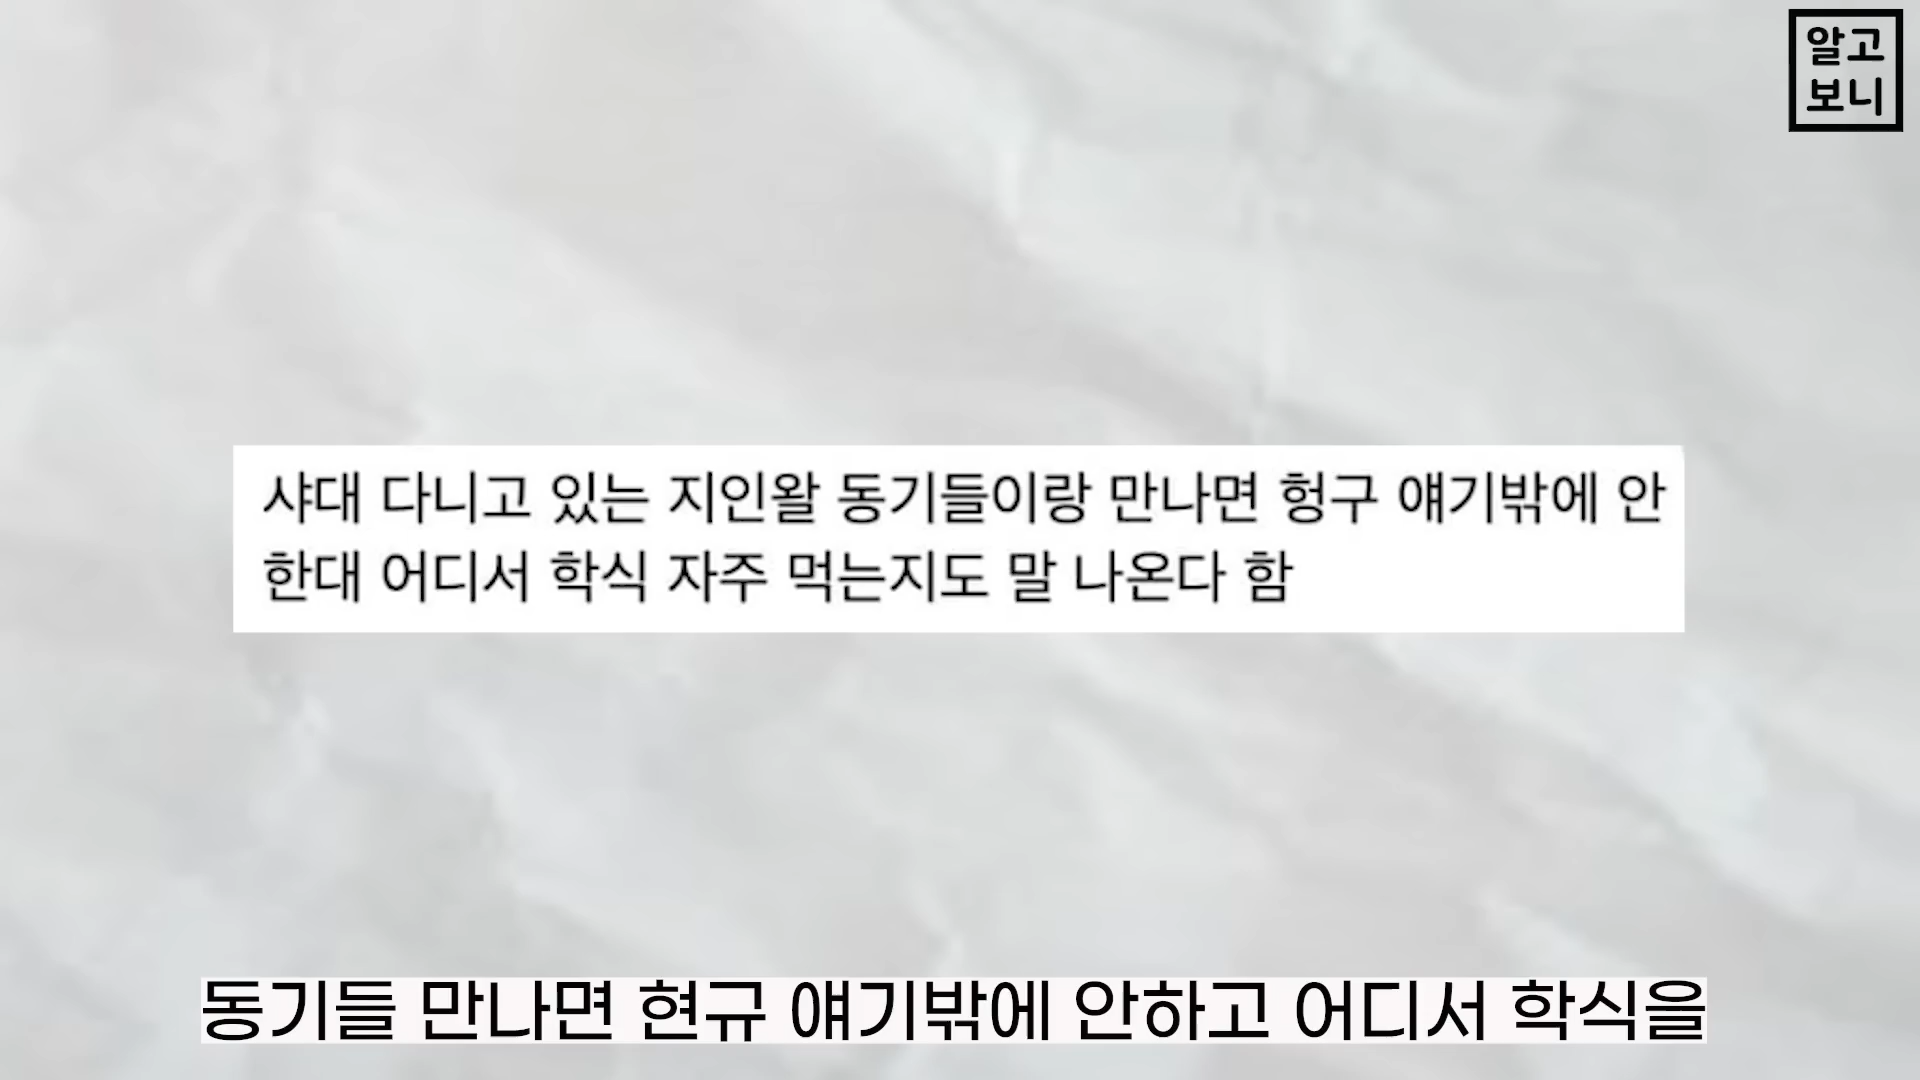 알고
보니
샤대 다니고 있는 지인왈 동기들이랑 만나면 헝구 얘기밖에 안
한대 어디서 학식 자주 먹는지도 말 나온다 함
동기들 만나면 현규 얘기밖에 안하고 어디서 학식을